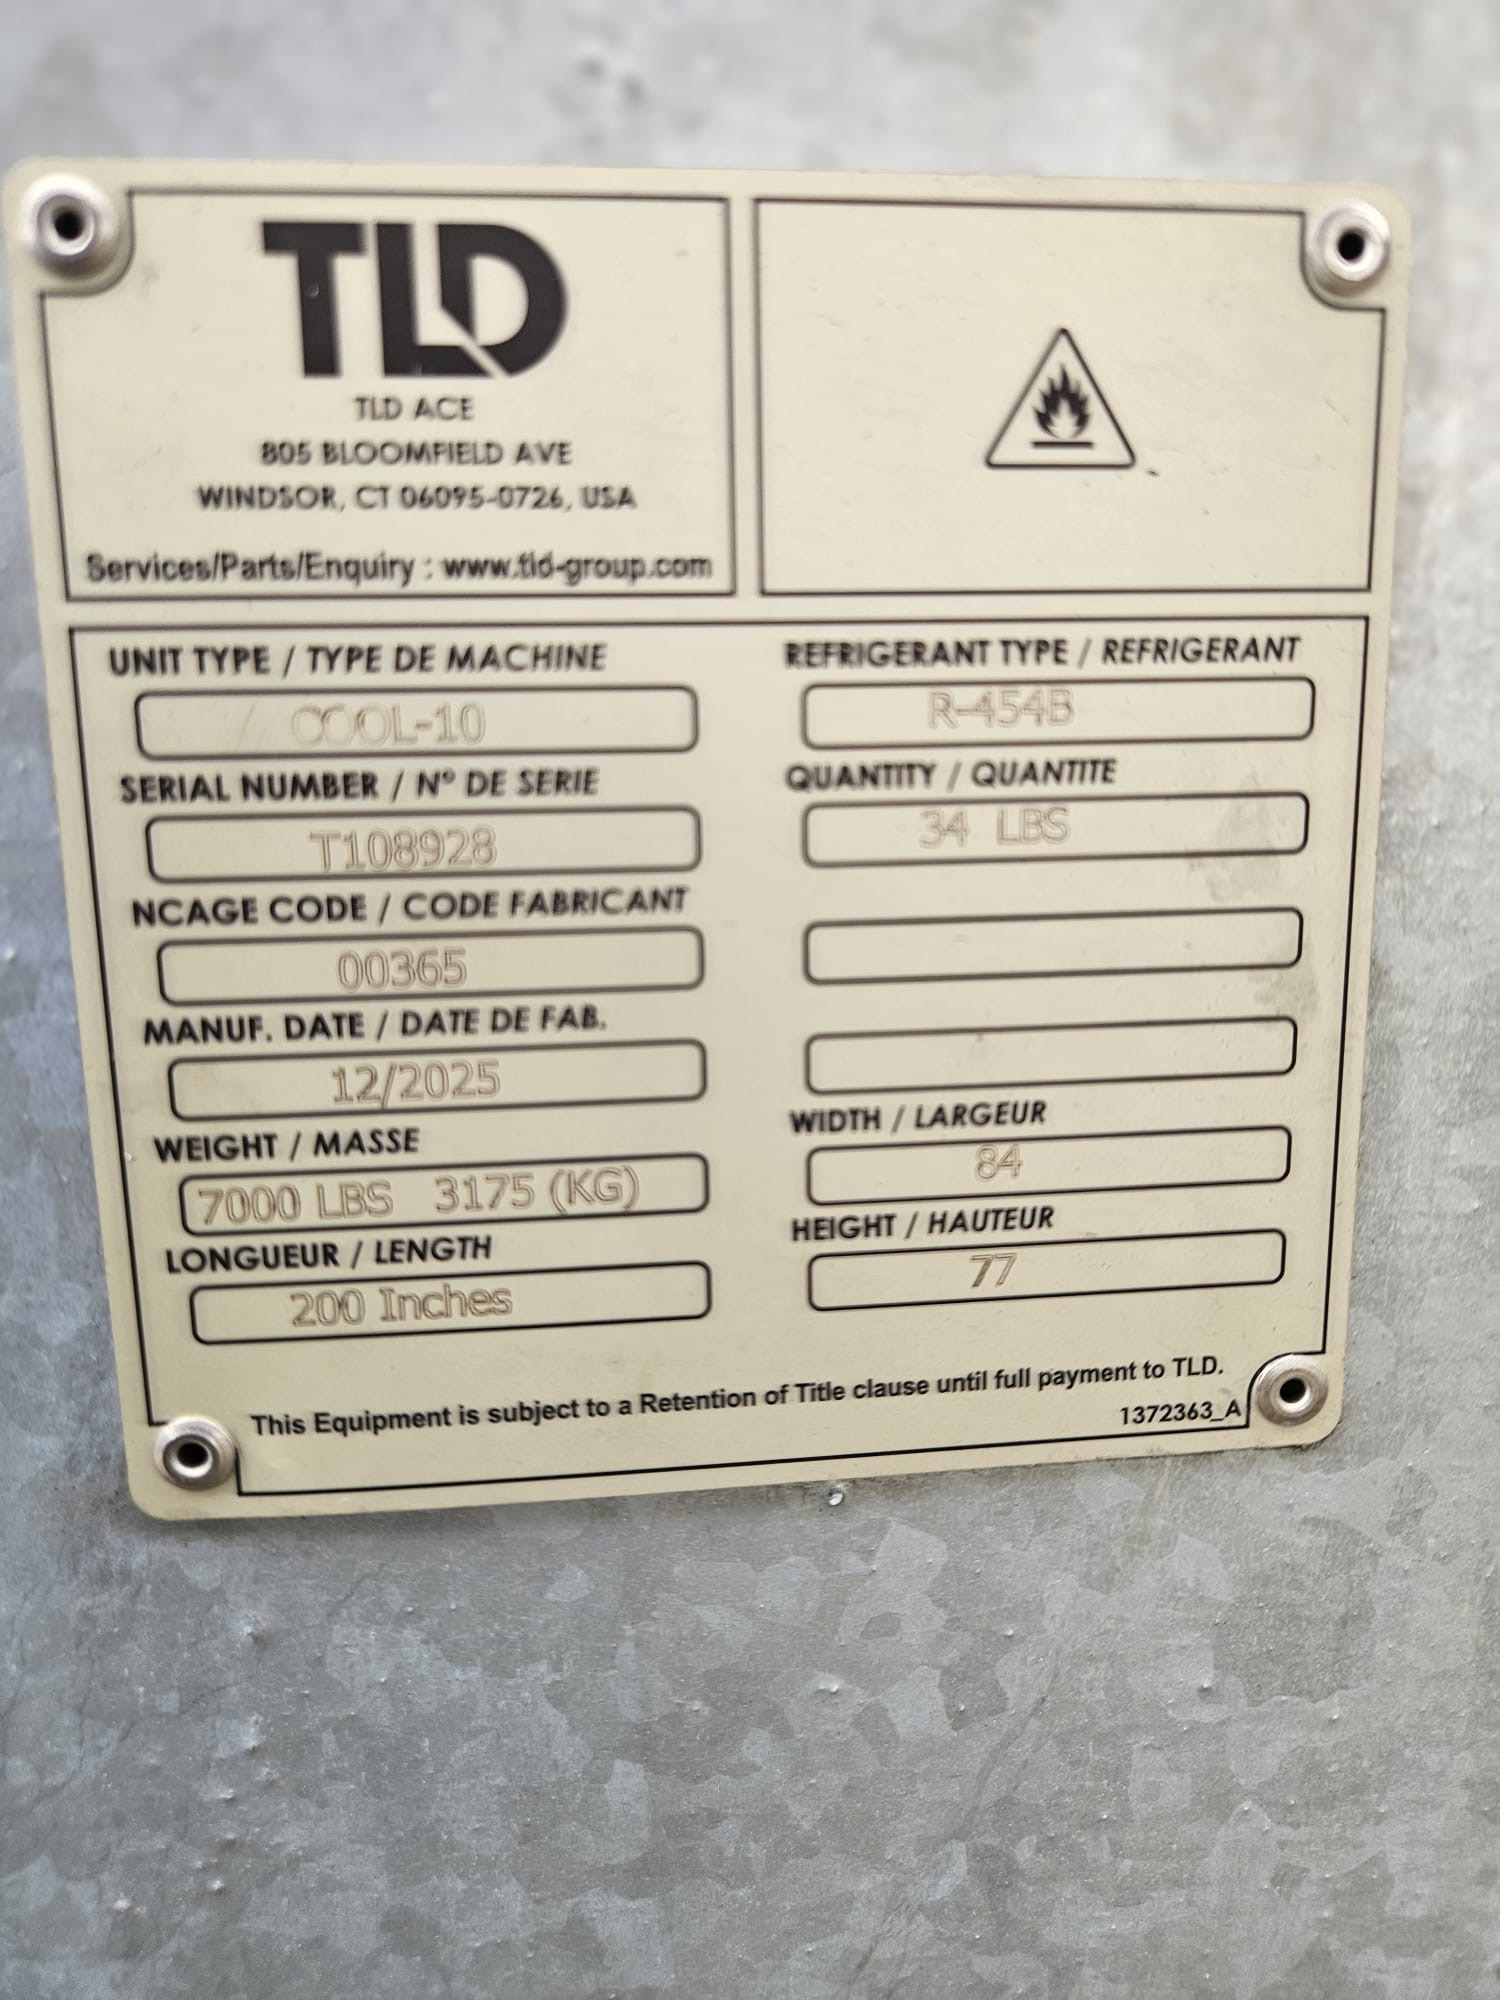 TLD
TLD ACE
805 BLOOMFIELD AVE
WINDSOR, CT 06095-0726, USA
Services/Parts/Enquiry : www.tld-group.com
UNIT TYPE / TYPE DE MACHINE
COOL-10
SERIAL NUMBER / Nº DE SERIE
T108928
NCAGE CODE / CODE FABRICANT
00365
MANUF. DATE / DATE DE FAB.
12/2025
WEIGHT / MASSE
7000 LBS 3175 (KG)
LONGUEUR / LENGTH
200 Inches
REFRIGERANT TYPE / REFRIGERANT
R-454B
QUANTITY / QUANTITE
34 LBS
WIDTH / LARGEUR
84
HEIGHT / HAUTEUR
77
This Equipment is subject to a Retention of Title clause until full payment to TLD.
1372363_A